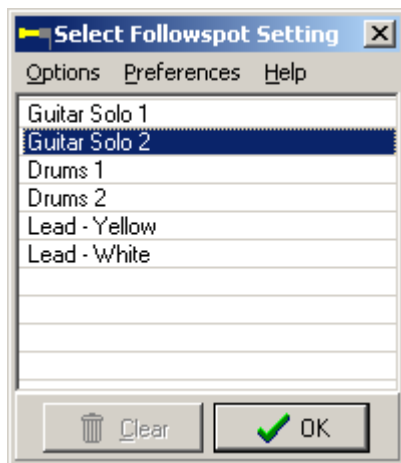 Select Followspot Setting
Options Preferences Help
Guitar Solo 1
Guitar Solo 2
Drums 1
Drums 2
Lead - Yellow
Lead - White
Clear OK